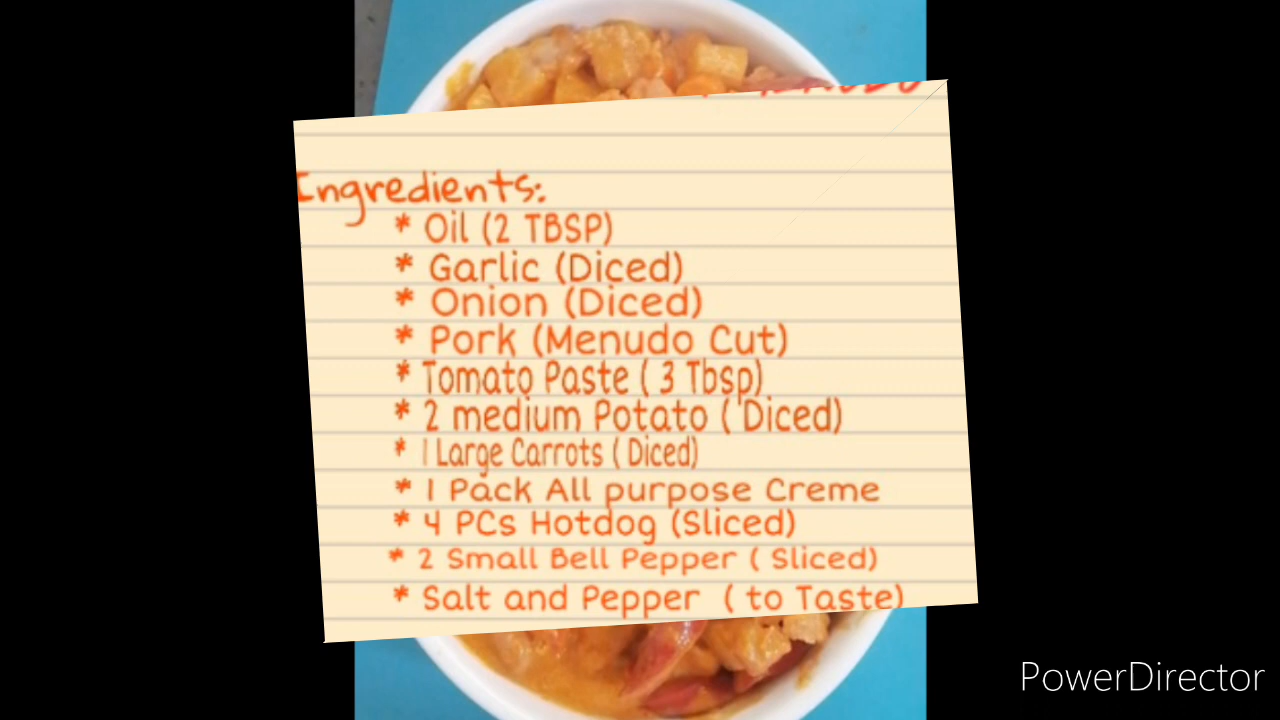 Ingredients:
* Oil (2 TBSP)
* Garlic (Diced)
* Onion (Diced)
* Pork (Menudo Cut)
* Tomato Paste ( 3 Tbsp)
* 2 medium Potato ( Diced)
* 1 Large Carrots ( Diced)
* 1 Pack All purpose Creme
* 4 PCs Hotdog (Sliced)
* 2 Small Bell Pepper ( Sliced)
* Salt and Pepper ( to Taste)
PowerDirector